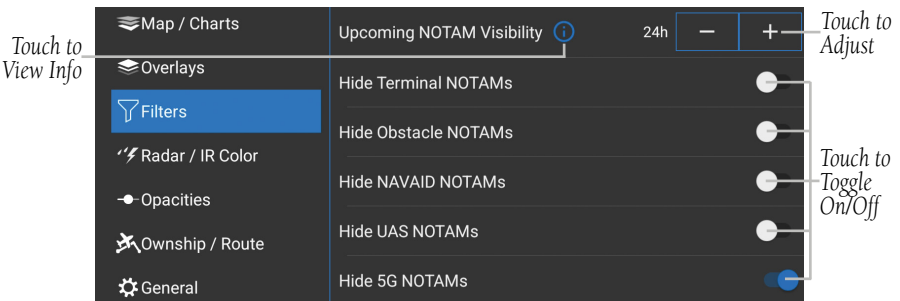 Touch to
View Info
Map / Charts
Overlays
Filters
Radar / IR Color
Opacities
Ownship / Route
General
Upcoming NOTAM Visibility
24h
Hide Terminal NOTAMs
Hide Obstacle NOTAMs
Hide NAVAID NOTAMs
Hide UAS NOTAMs
Hide 5G NOTAMs
Touch to
Adjust
Touch to
Toggle
On/Off